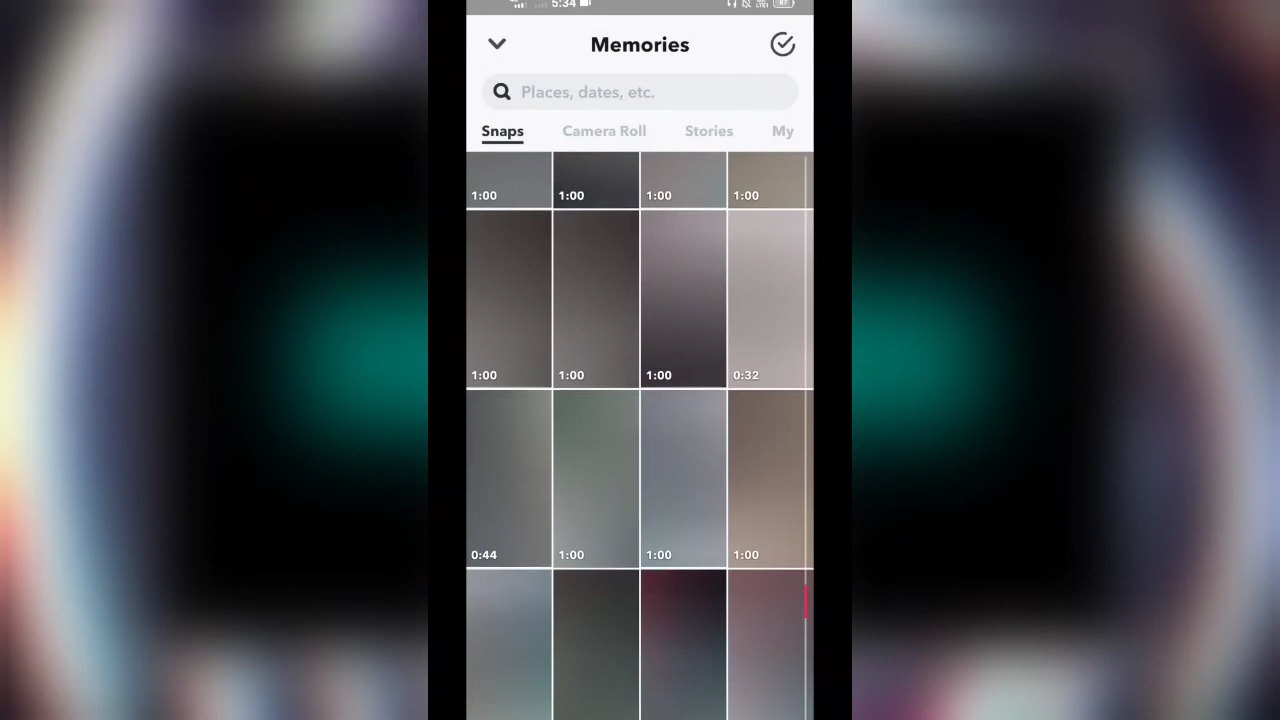 5:34
Memories
Places, dates, etc.
Snaps Camera Roll Stories My
1:00 1:00 1:00 1:00
1:00 1:00 1:00 0:32
0:44 1:00 1:00 1:00